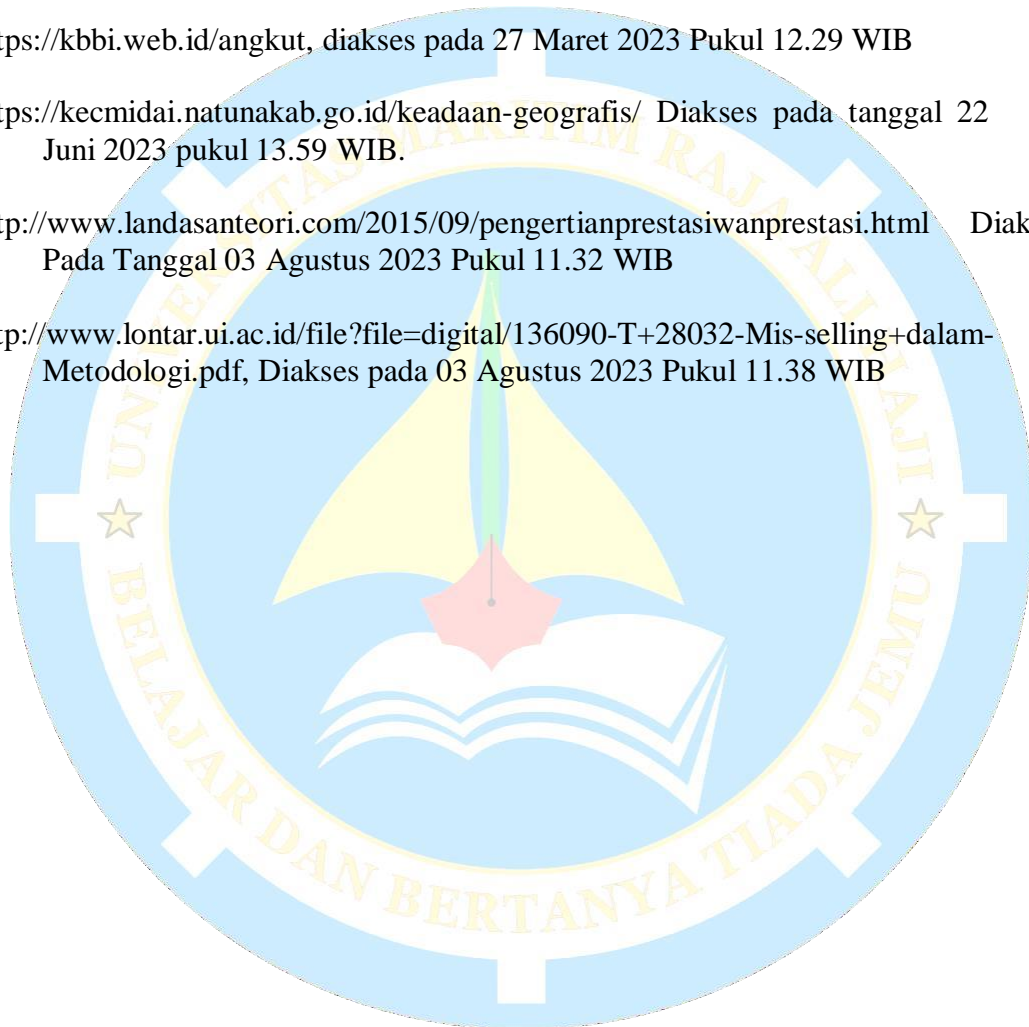 tps://kbbi.web.id/angkut, diakses pada 27 Maret 2023 Pukul 12.29 WIB
tps://kecmidai.natunakab.go.id/keadaan-geografis/ Diakses pada tanggal 22
Juni 2023 pukul 13.59 WIB.
tp://www.landasanteori.com/2015/09/pengertianprestasiwanprestasi.html Diak
Pada Tanggal 03 Agustus 2023 Pukul 11.32 WIB
tp://www.lontar.ui.ac.id/file?file=digital/136090-T+28032-Mis-selling+dalam-
Metodologi.pdf, Diakses pada 03 Agustus 2023 Pukul 11.38 WIB
UNIVERSITAS MARITIM RAJA ALI HAJI
BELAJAR DAN BERTANYA TIADA JEMU